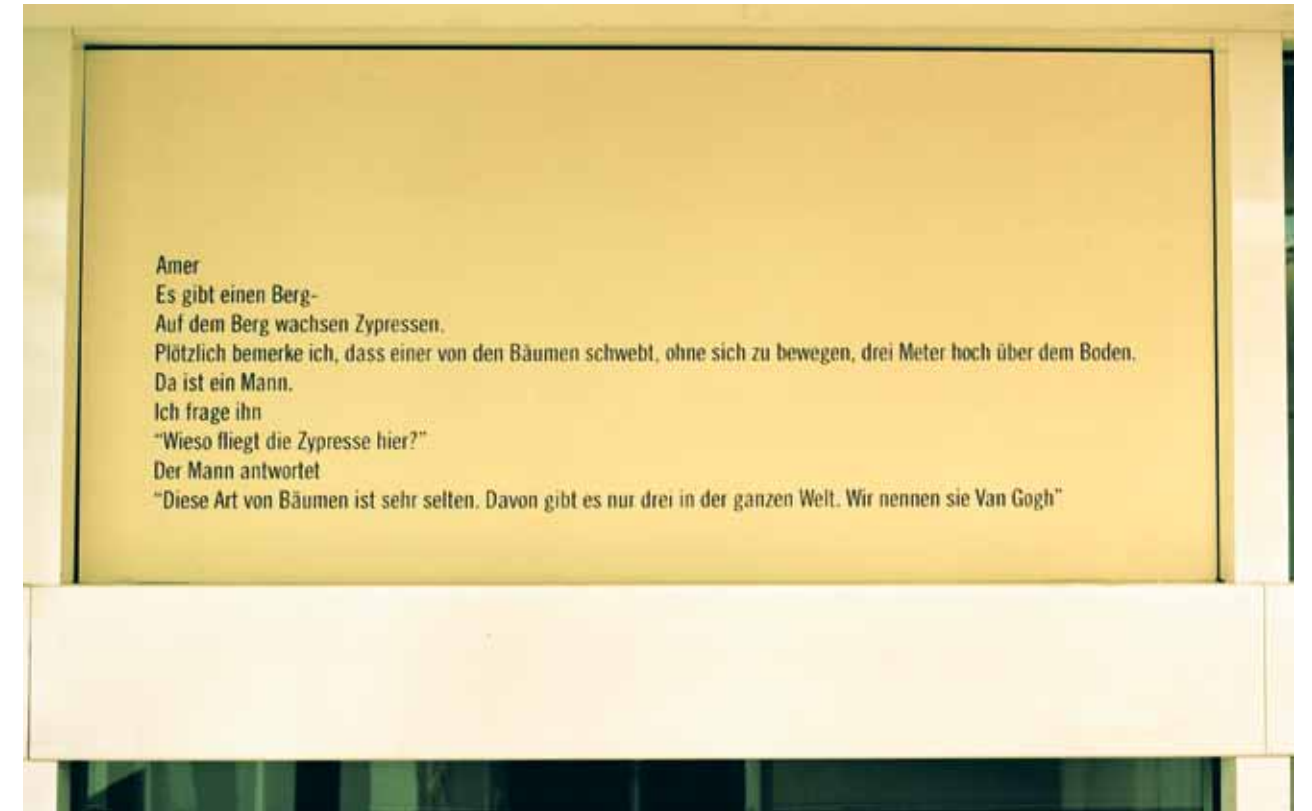 Amer
Es gibt einen Berg-
Auf dem Berg wachsen Zypressen.
Plötzlich bemerke ich, dass einer von den Bäumen schwebt, ohne sich zu bewegen, drei Meter hoch über dem Boden.
Da ist ein Mann.
Ich frage ihn
“Wieso fliegt die Zypresse hier?”
Der Mann antwortet
“Diese Art von Bäumen ist sehr selten. Davon gibt es nur drei in der ganzen Welt. Wir nennen sie Van Gogh”